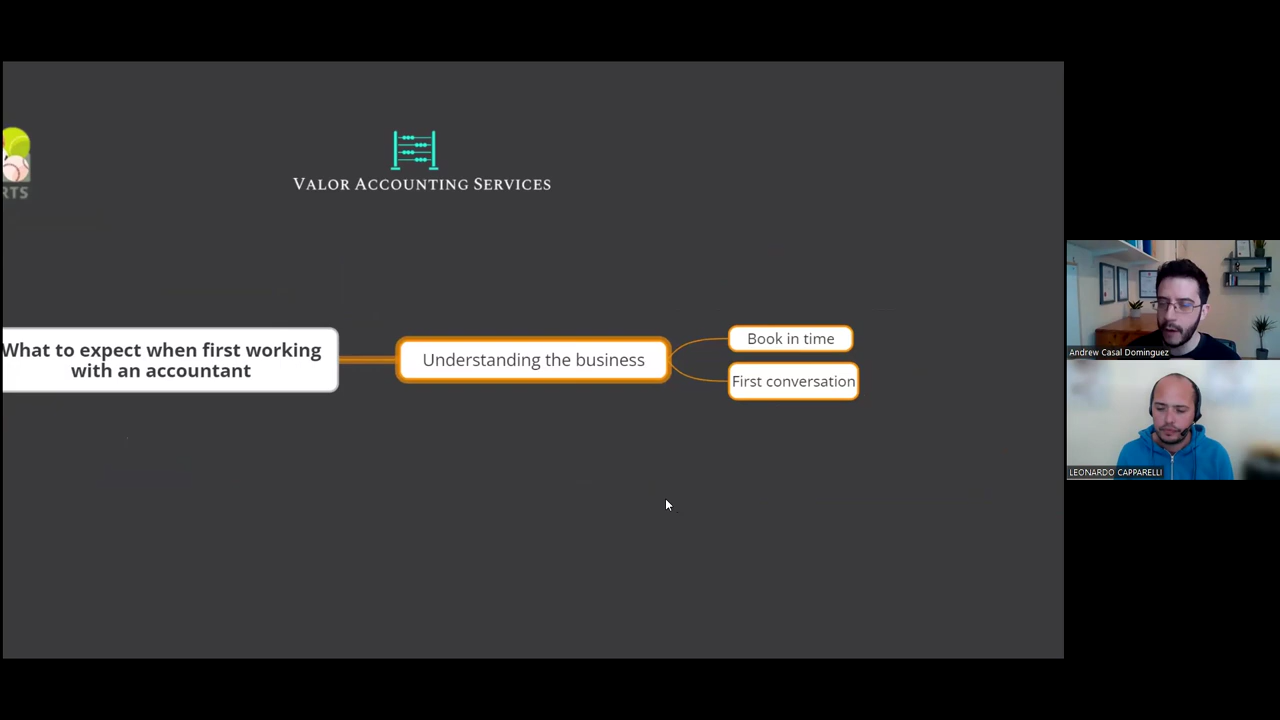 RTS
VALOR ACCOUNTING SERVICES
What to expect when first working
with an accountant
Understanding the business
Book in time
First conversation
Andrew Casal Dominguez
LEONARDO CAPPARELLI